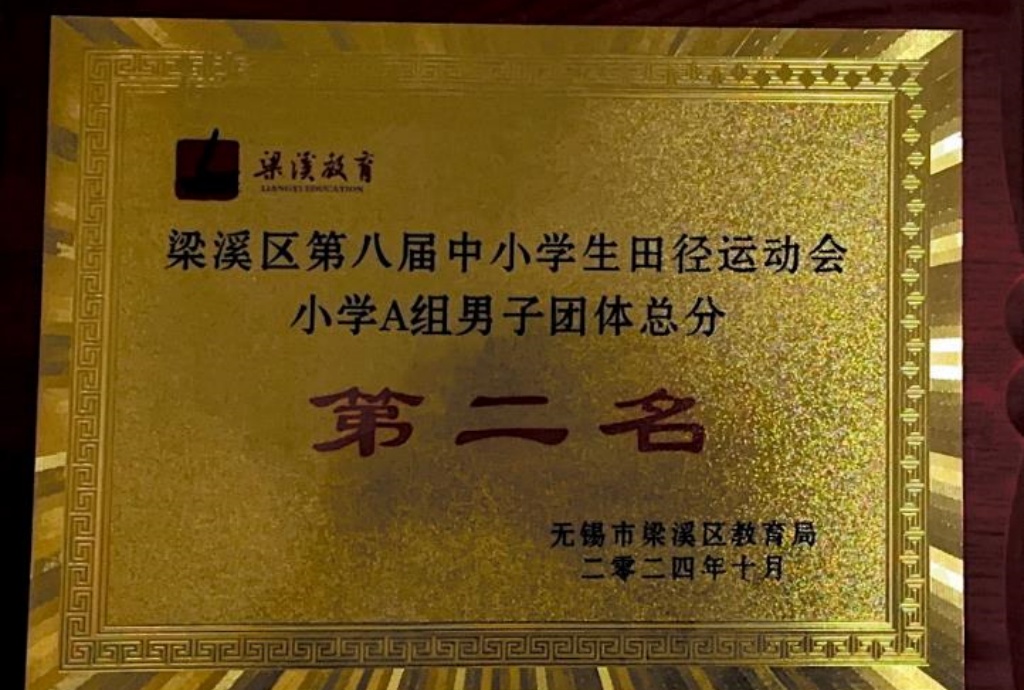 梁溪教育
LIANGXI EDUCATION
梁溪区第八届中小学生田径运动会
小学A组男子团体总分
第二名
无锡市梁溪区教育局
二零二四年十月